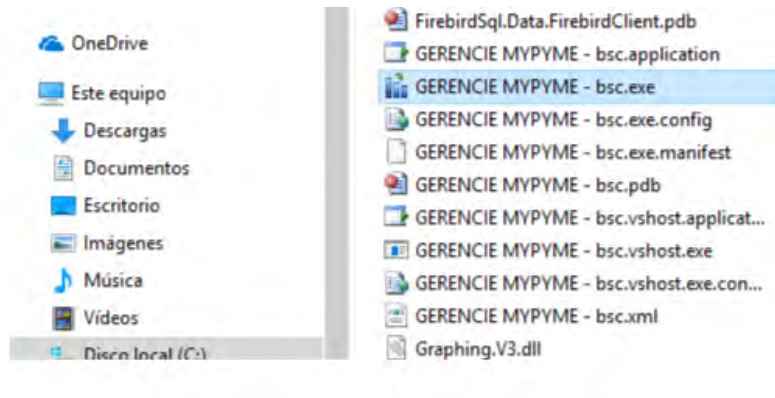 OneDrive
Este equipo
Descargas
Documentos
Escritorio
Imágenes
Música
Vídeos
Disco local (C:)
FirebirdSql.Data.FirebirdClient.pdb
GERENCIE MYPYME - bsc.application
GERENCIE MYPYME - bsc.exe
GERENCIE MYPYME - bsc.exe.config
GERENCIE MYPYME - bsc.exe.manifest
GERENCIE MYPYME - bsc.pdb
GERENCIE MYPYME - bsc.vshost.applicat...
GERENCIE MYPYME - bsc.vshost.exe
GERENCIE MYPYME - bsc.vshost.exe.con...
GERENCIE MYPYME - bsc.xml
Graphing.V3.dll